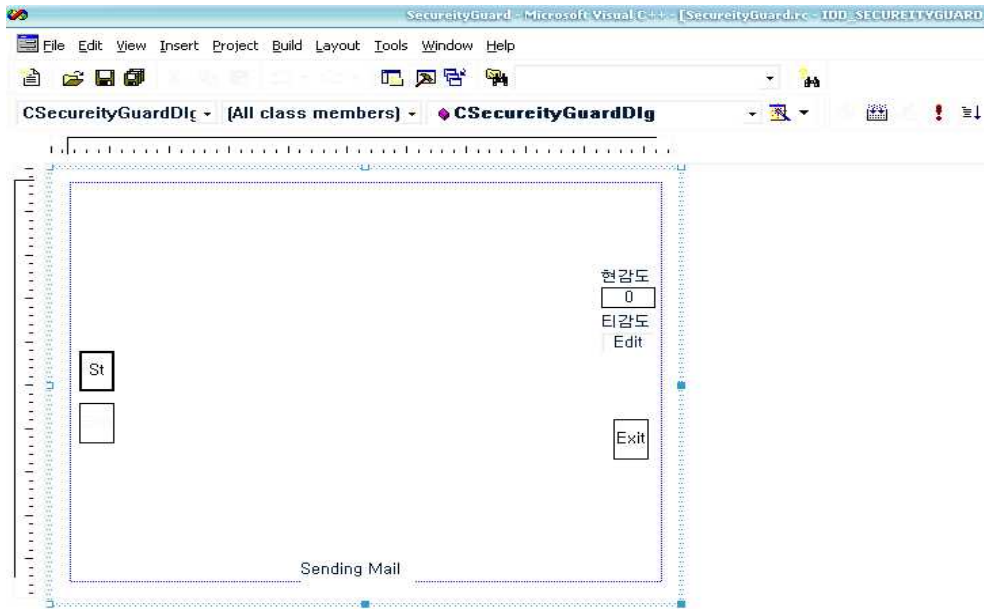 SecureityGuard - Microsoft Visual C++ - [SecureityGuard.rc - IDD_SECUREITYGUARD
File Edit View Insert Project Build Layout Tools Window Help
CSecureityGuardDlg (All class members) CSecureityGuardDlg
현감도
0
티감도
Edit
St
Exit
Sending Mail